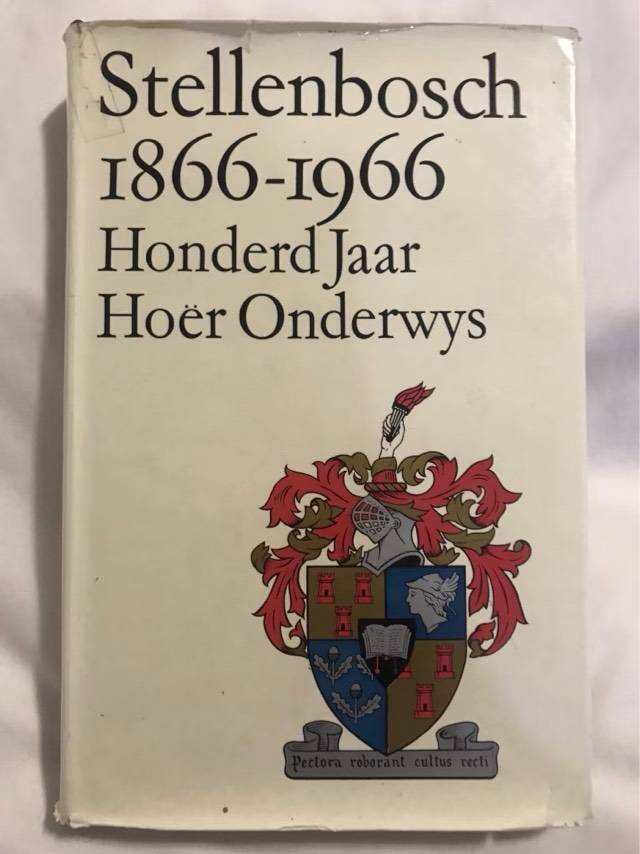 Stellenbosch
1866-1966
Honderd Jaar
Hoër Onderwys
Pectora roborant cultus recti